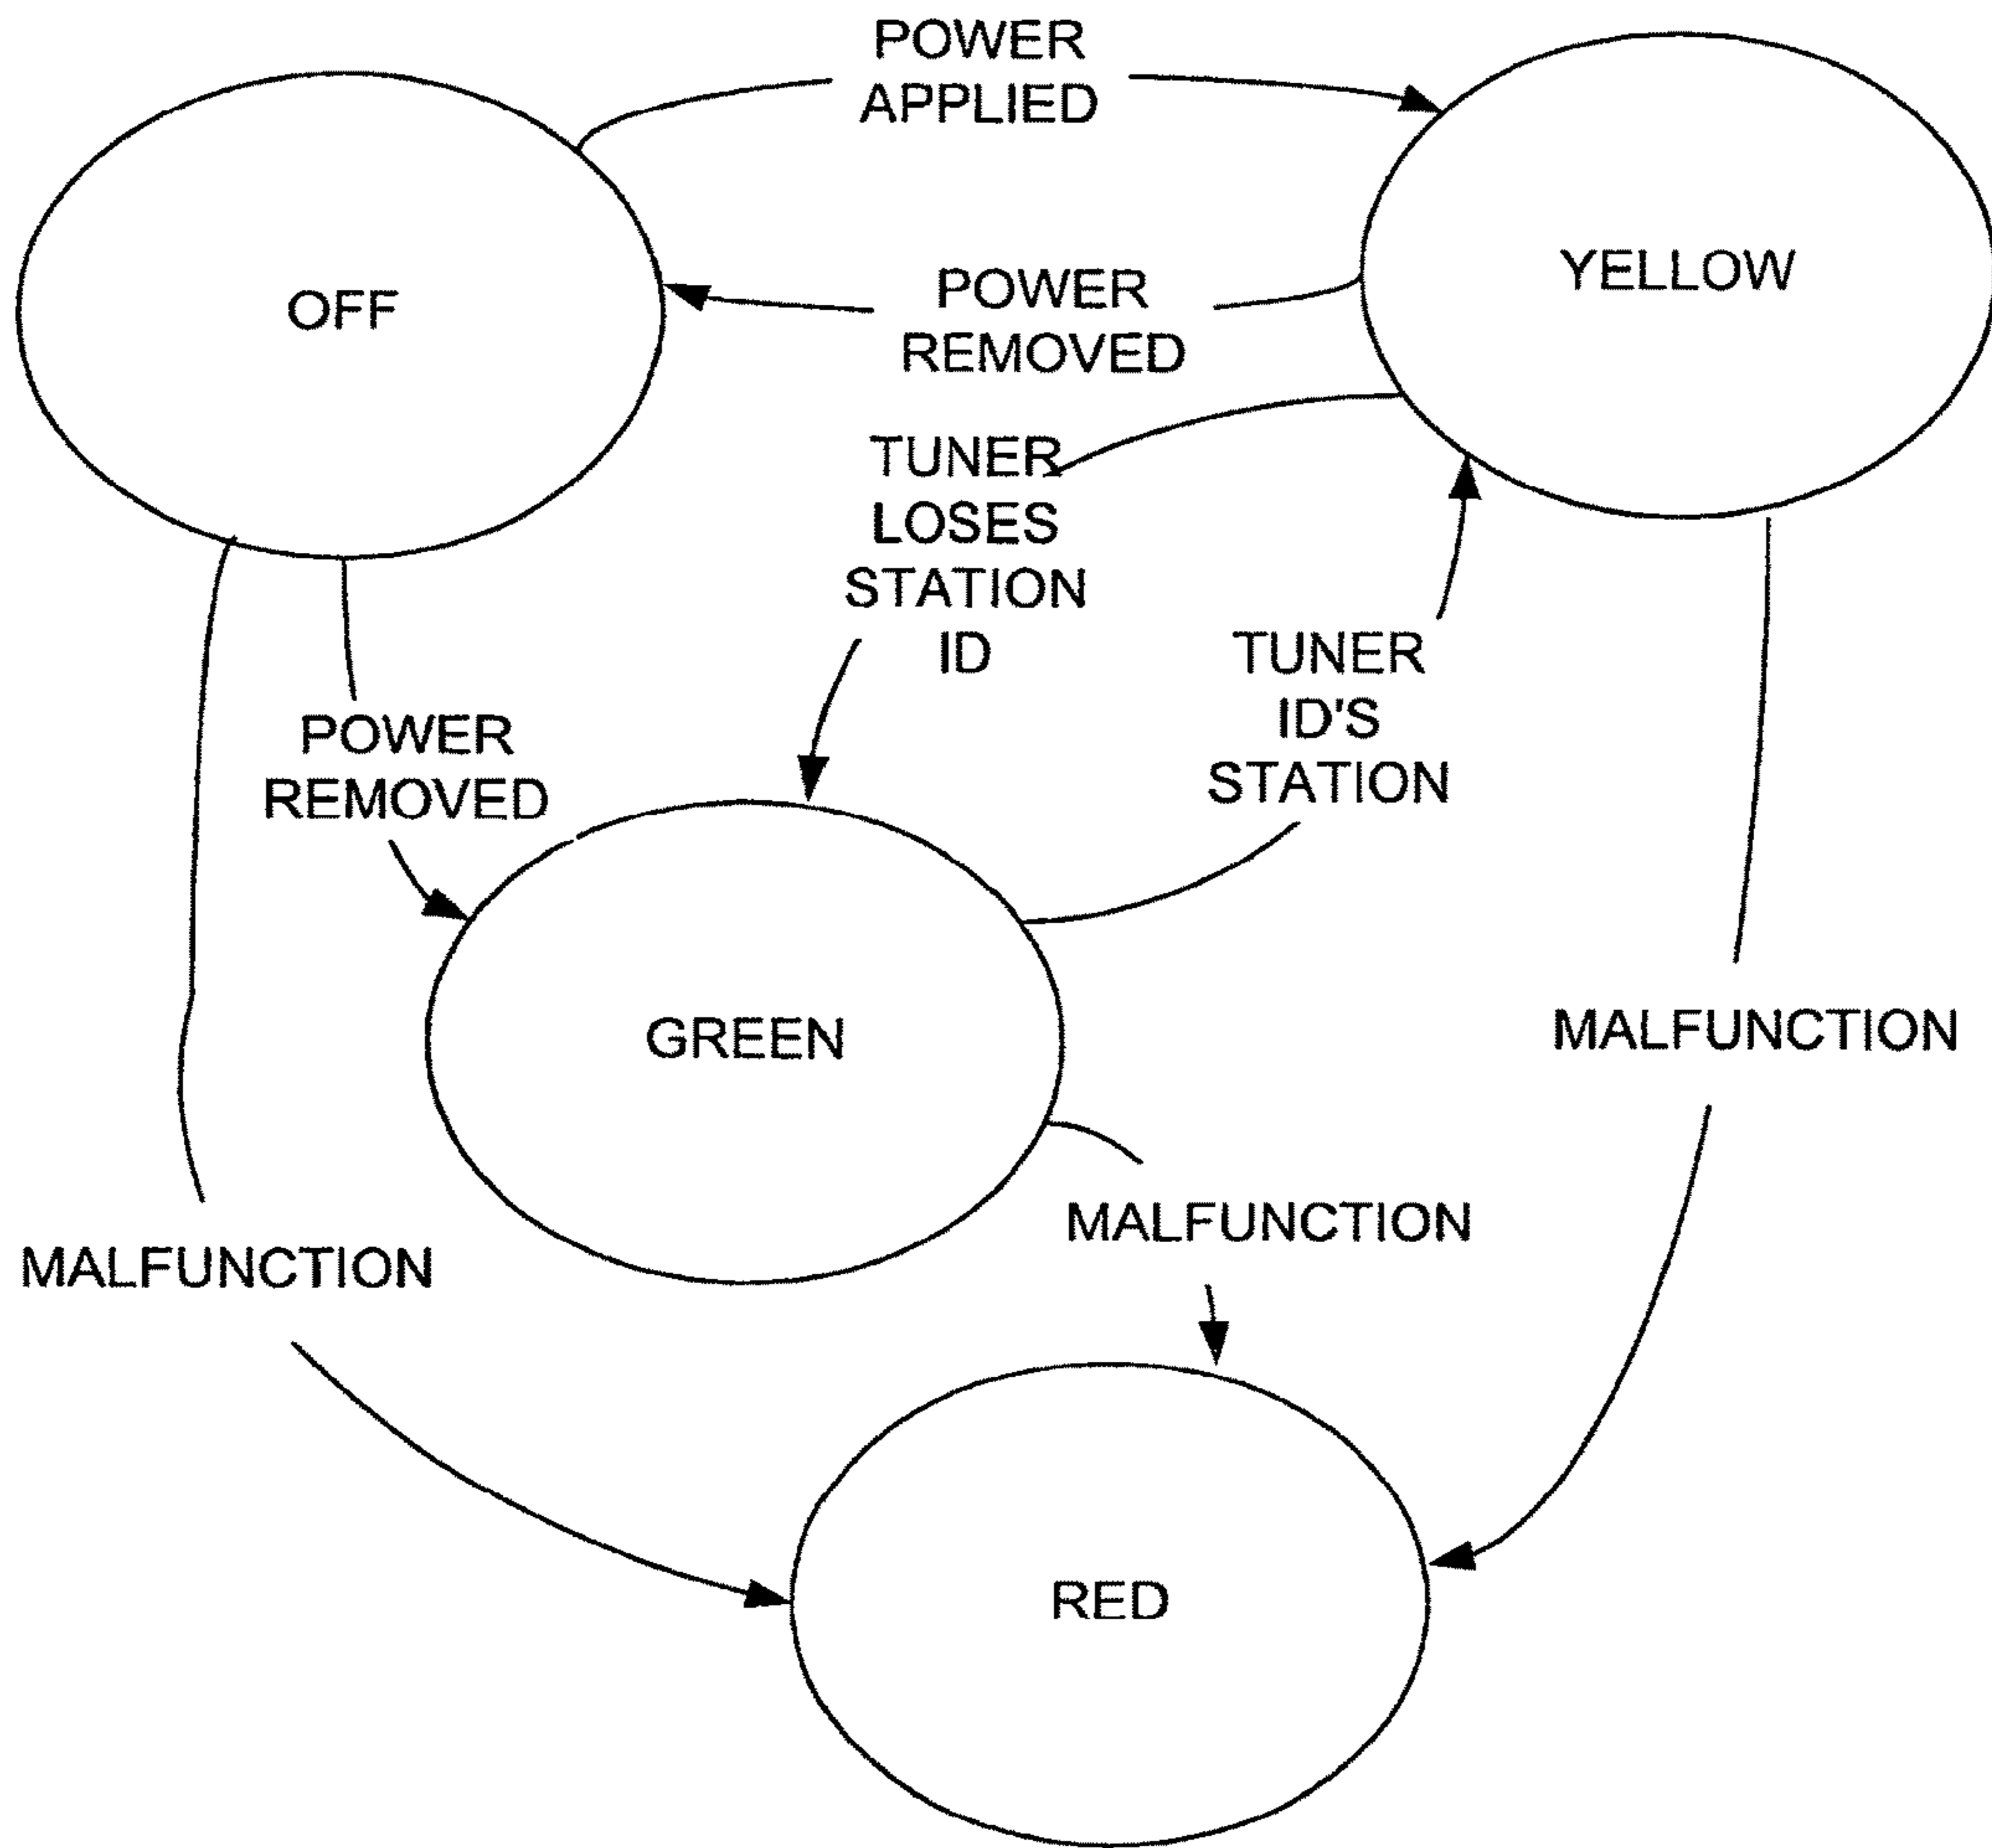 POWER
APPLIED
OFF
YELLOW
POWER
REMOVED
TUNER
LOSES
STATION
ID
TUNER
ID'S
STATION
POWER
REMOVED
GREEN
MALFUNCTION
MALFUNCTION
MALFUNCTION
RED